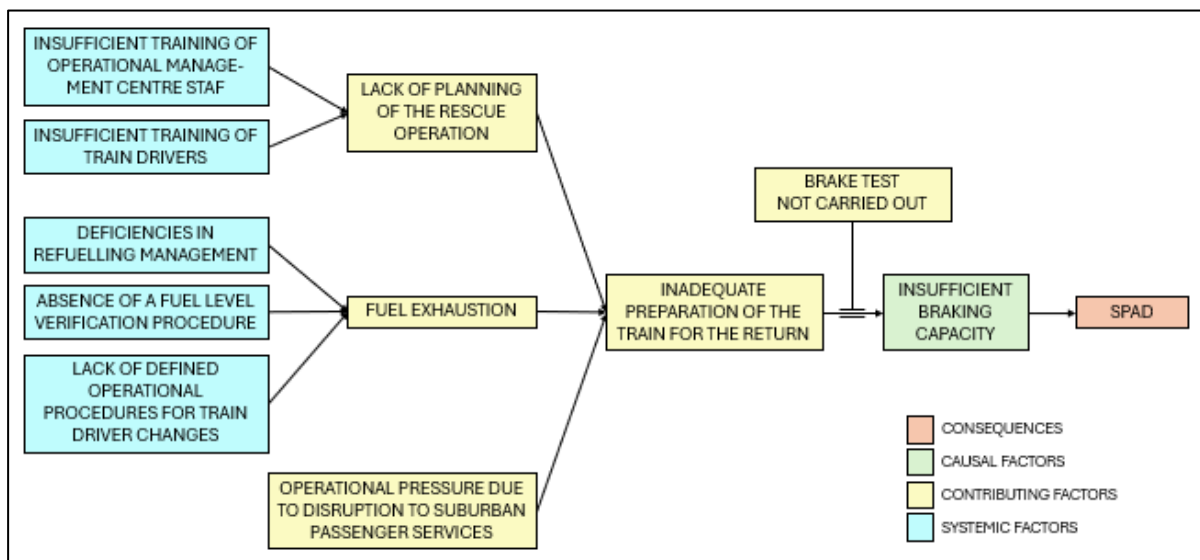 INSUFFICIENT TRAINING OF
OPERATIONAL MANAGE-
MENT CENTRE STAF
INSUFFICIENT TRAINING OF
TRAIN DRIVERS
LACK OF PLANNING
OF THE RESCUE
OPERATION
BRAKE TEST
NOT CARRIED OUT
DEFICIENCIES IN
REFUELLING MANAGEMENT
ABSENCE OF A FUEL LEVEL
VERIFICATION PROCEDURE
LACK OF DEFINED
OPERATIONAL
PROCEDURES FOR TRAIN
DRIVER CHANGES
FUEL EXHAUSTION
INADEQUATE
PREPARATION OF THE
TRAIN FOR THE RETURN
INSUFFICIENT
BRAKING
CAPACITY
SPAD
OPERATIONAL PRESSURE DUE
TO DISRUPTION TO SUBURBAN
PASSENGER SERVICES
CONSEQUENCES
CAUSAL FACTORS
CONTRIBUTING FACTORS
SYSTEMIC FACTORS